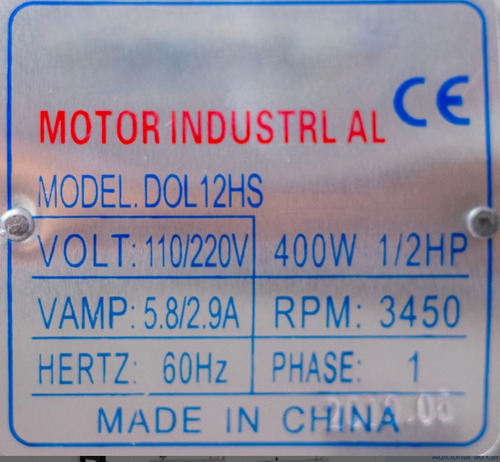 CE
MOTOR INDUSTRL AL
MODEL. DOL12HS
VOLT: 110/220V 400W 1/2HP
VAMP: 5.8/2.9A RPM: 3450
HERTZ: 60Hz PHASE: 1
MADE IN CHINA